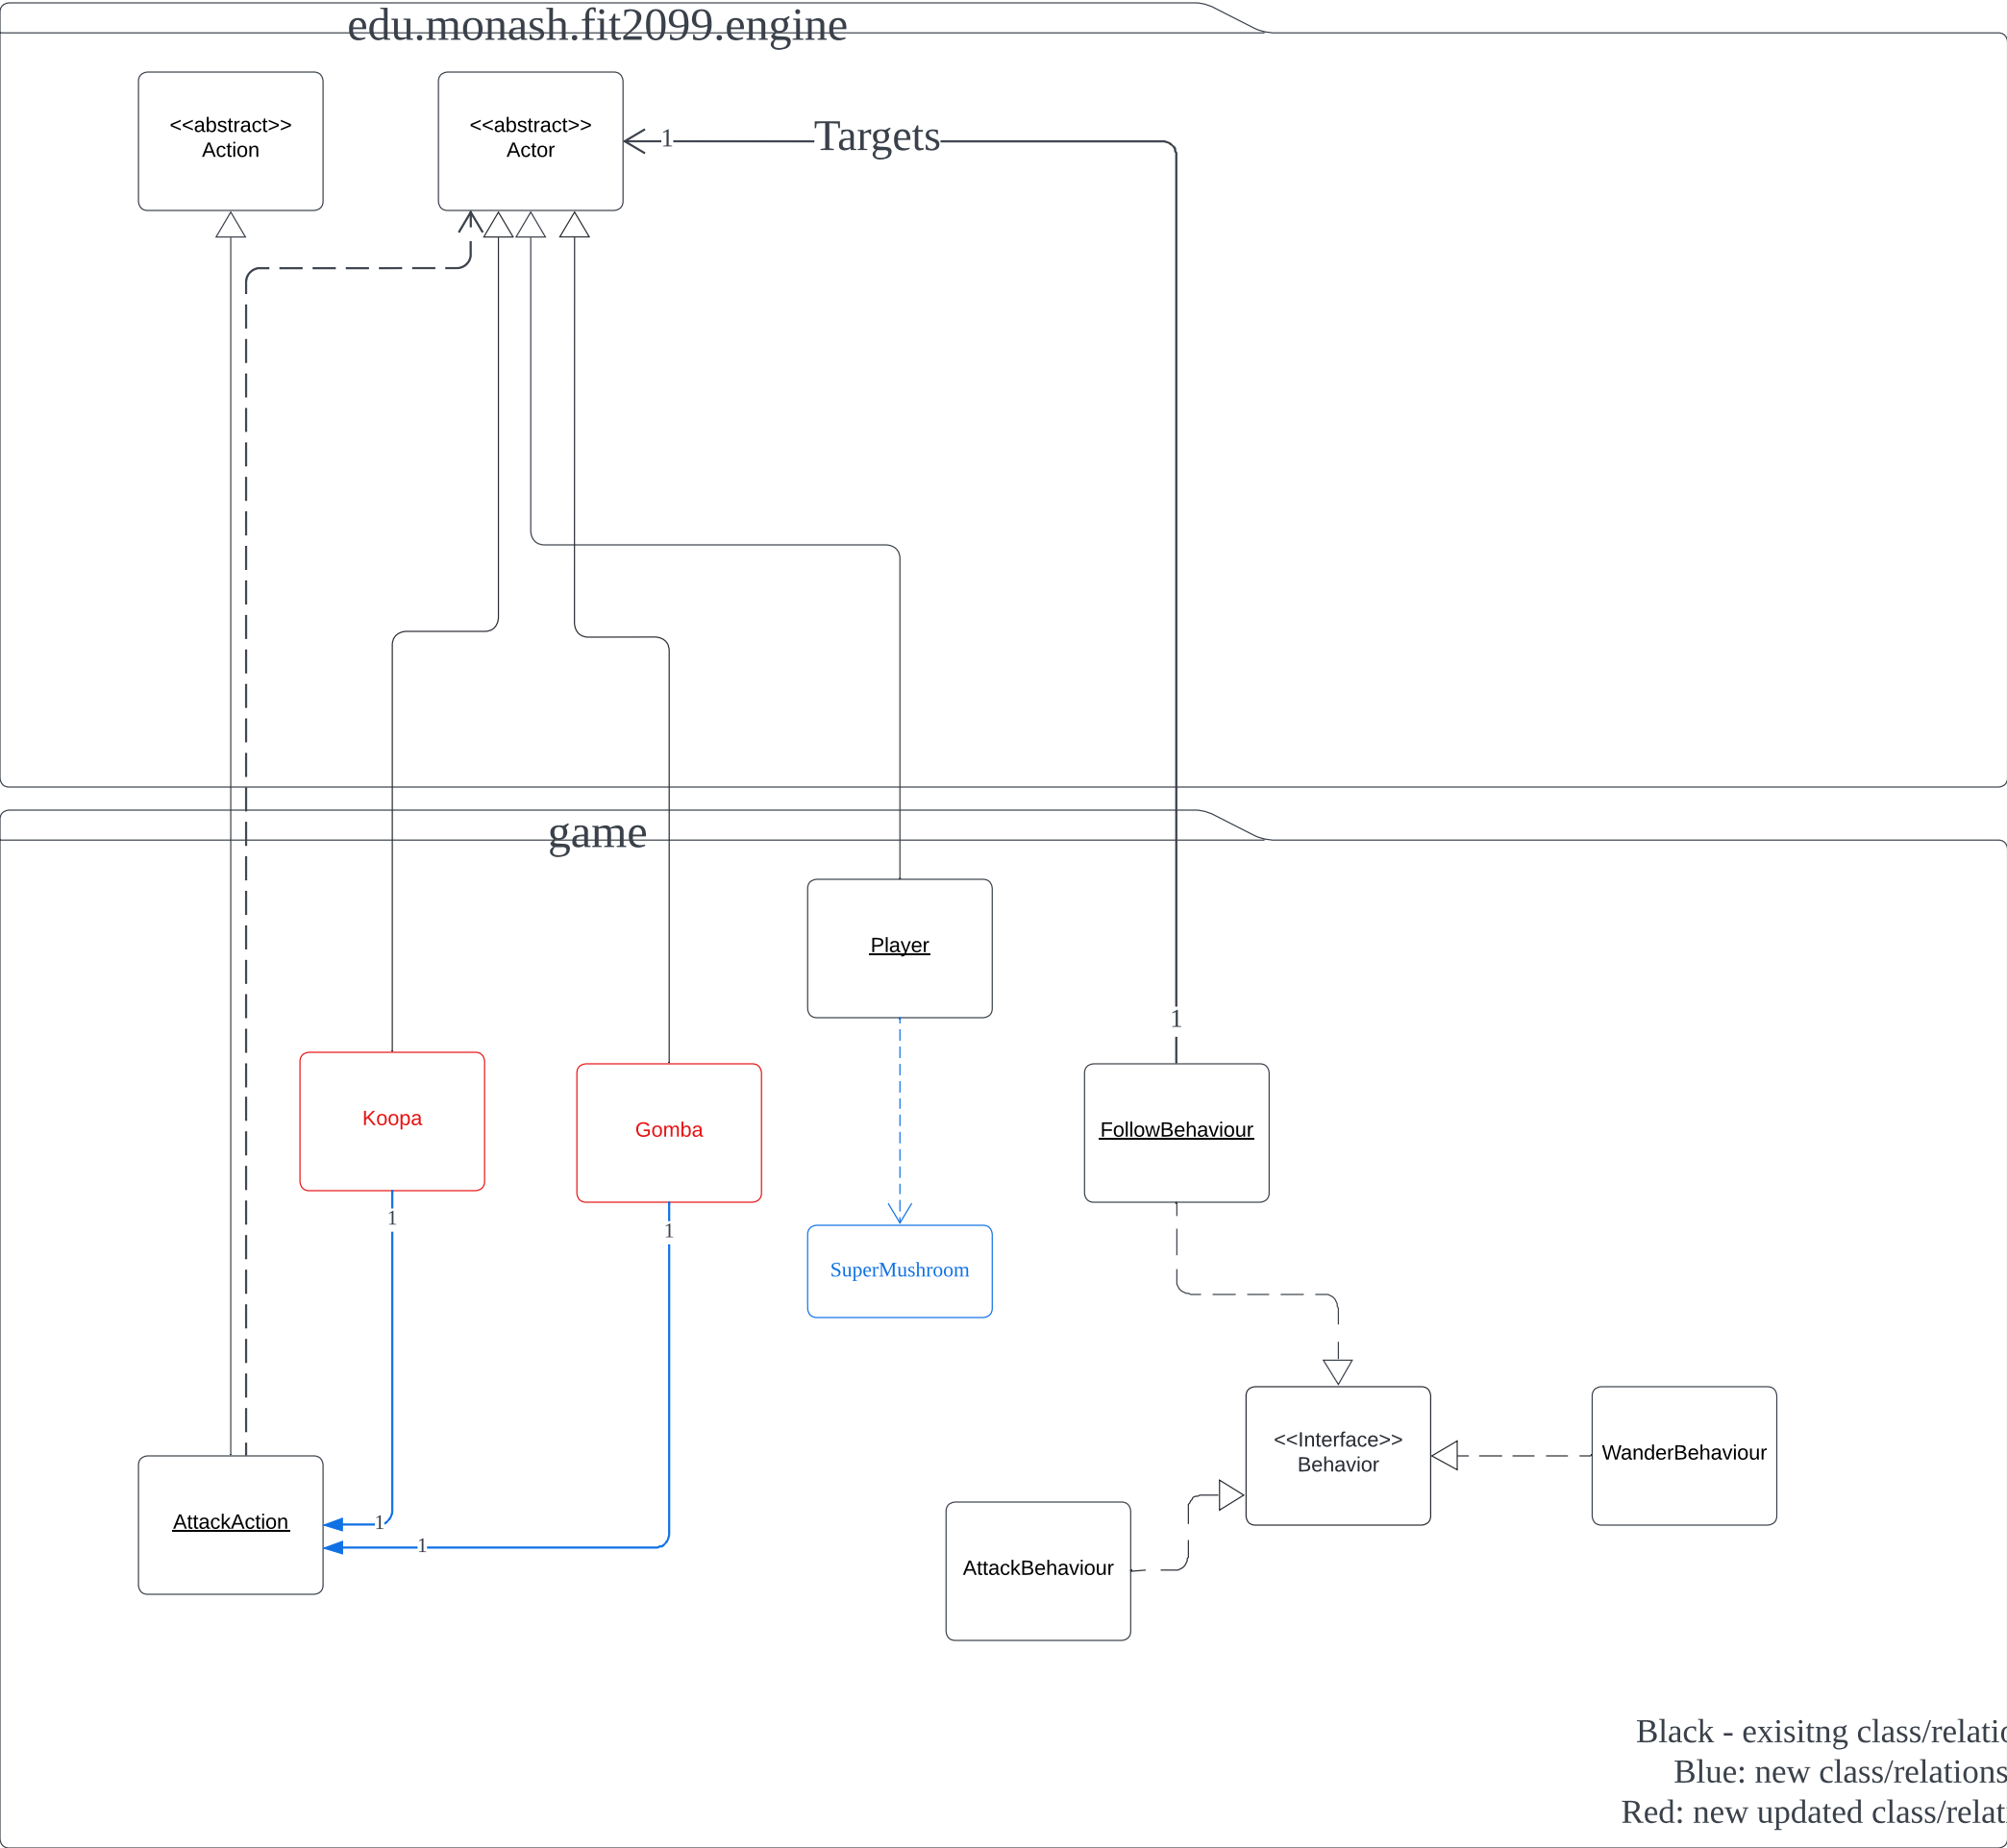 edu.monash.fit2099.engine
<<abstract>>
Action
<<abstract>>
Actor
1
Targets
game
Player
1
Koopa
Gomba
FollowBehaviour
1
1
SuperMushroom
<<Interface>>
Behavior
WanderBehaviour
AttackAction
1
1
AttackBehaviour
Black - exisitng class/relatio
Blue: new class/relations
Red: new updated class/relat